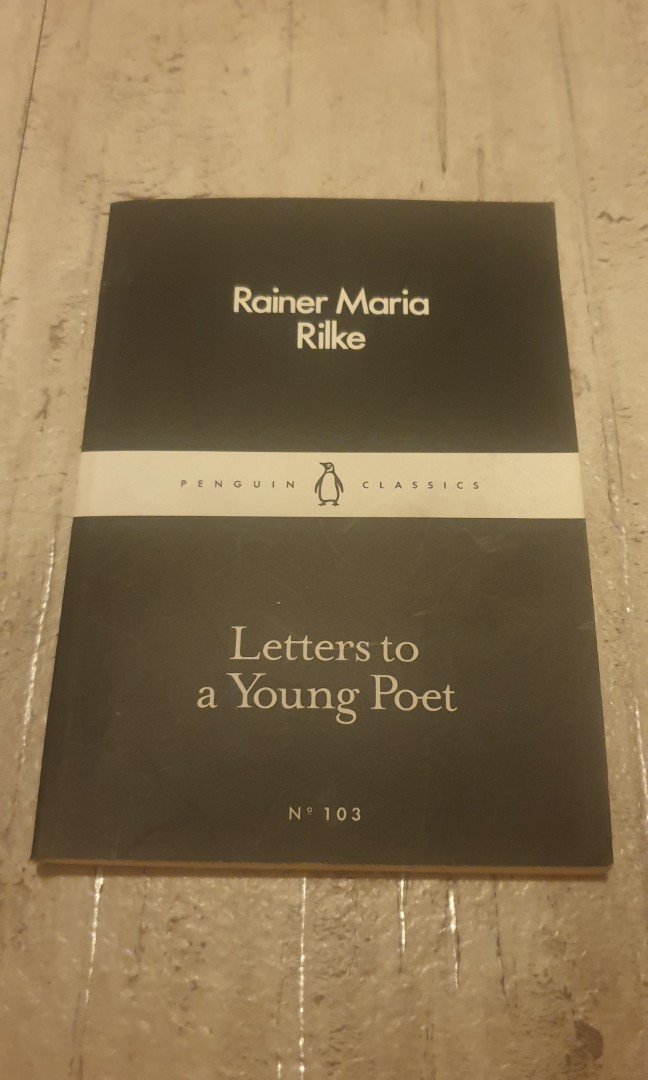 Rainer Maria
Rilke
PENGUIN CLASSICS
Letters to
a Young Poet
Nº 103